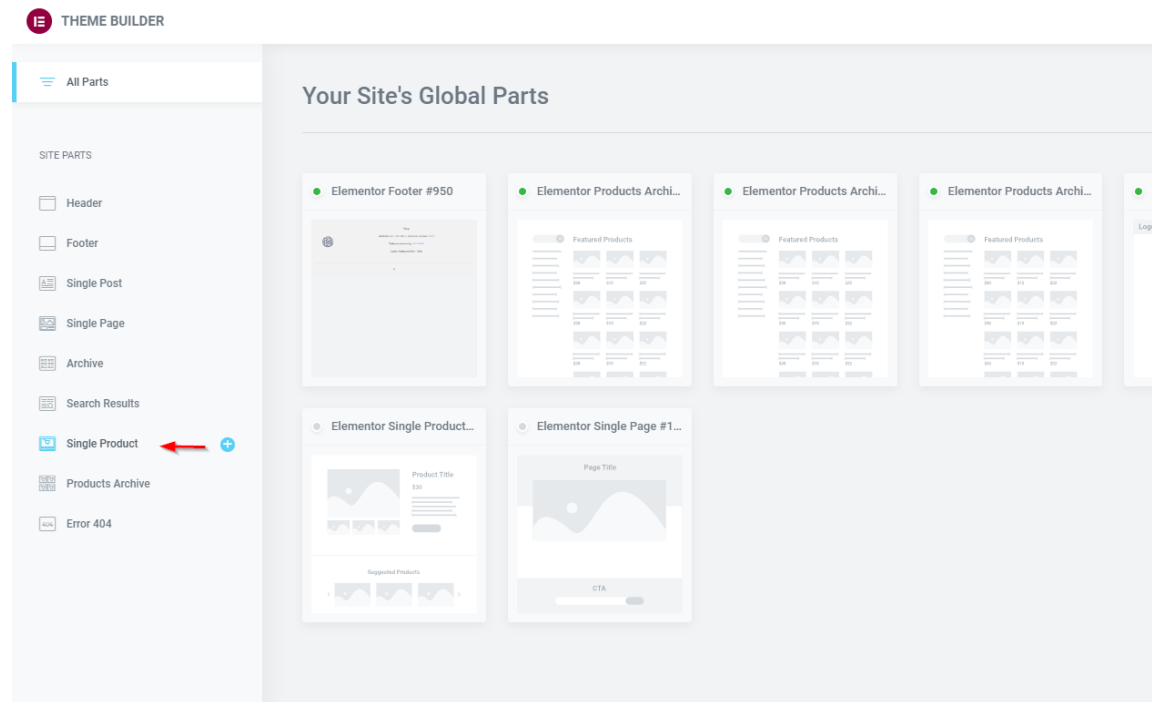 THEME BUILDER
All Parts
SITE PARTS
Header
Footer
Single Post
Single Page
Archive
Search Results
Single Product
Products Archive
404
Error 404
Your Site's Global Parts
Elementor Footer #950
Elementor Products Archi...
Elementor Products Archi...
Elementor Products Archi...
Featured Products
Featured Products
Featured Products
Elementor Single Product...
Elementor Single Page #1...
Product Title
$30
Suggested Products
Page Title
CTA